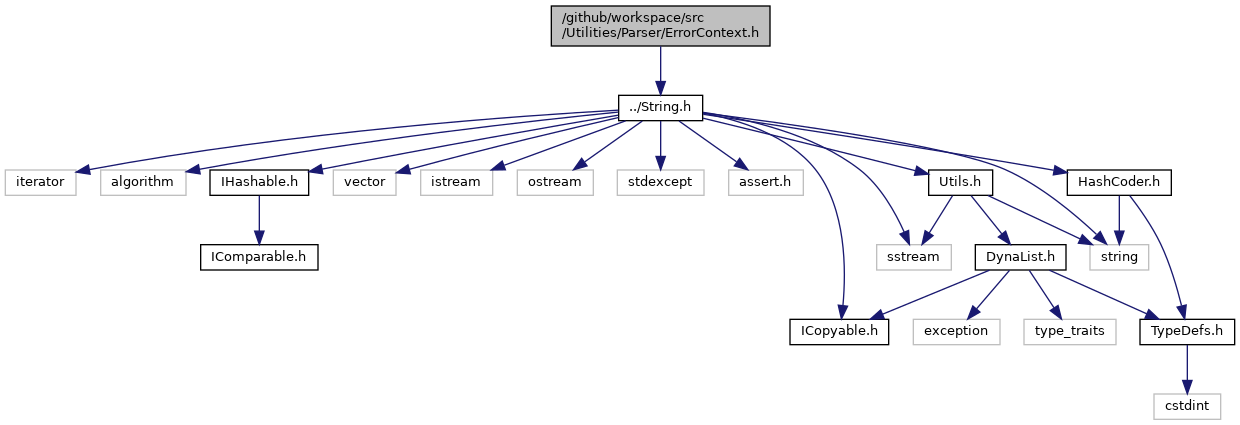 /github/workspace/src
/Utilities/Parser/ErrorContext.h
../String.h
iterator
algorithm
IHashable.h
vector
istream
ostream
stdexcept
assert.h
Utils.h
HashCoder.h
IComparable.h
sstream
DynaList.h
string
ICopyable.h
exception
type_traits
TypeDefs.h
cstdint